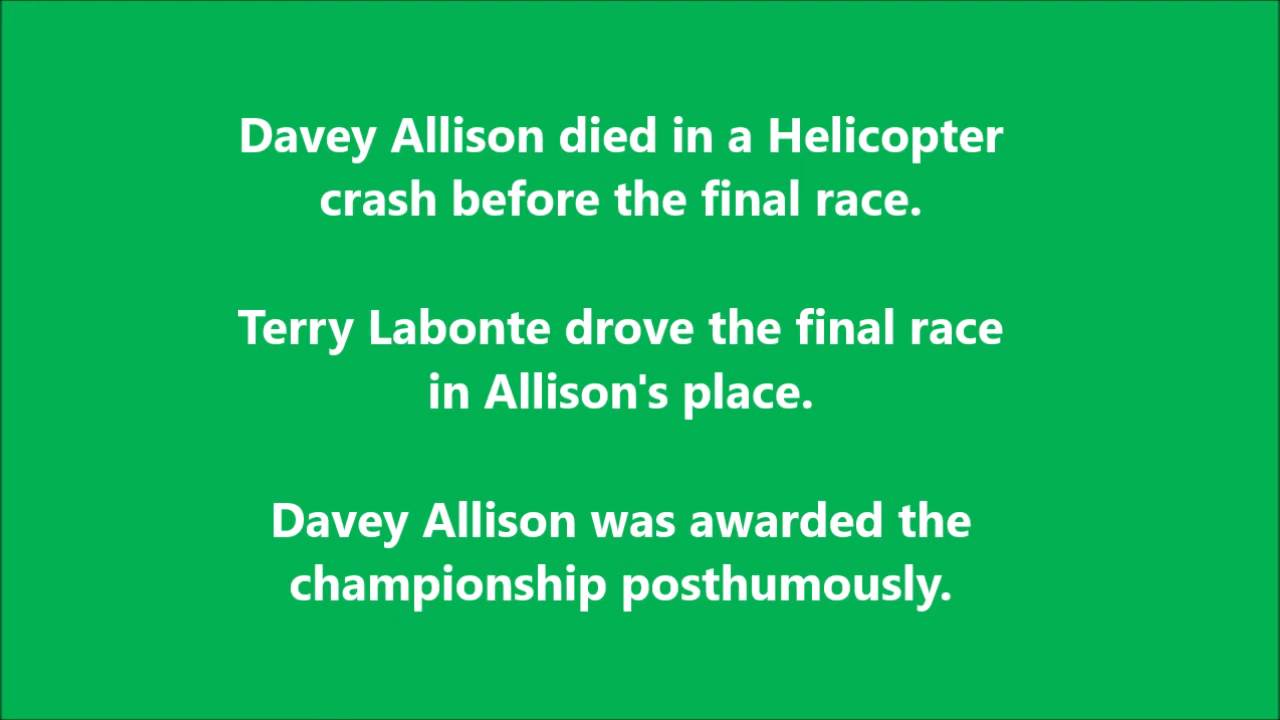 Davey Allison died in a Helicopter
crash before the final race.
Terry Labonte drove the final race
in Allison's place.
Davey Allison was awarded the
championship posthumously.